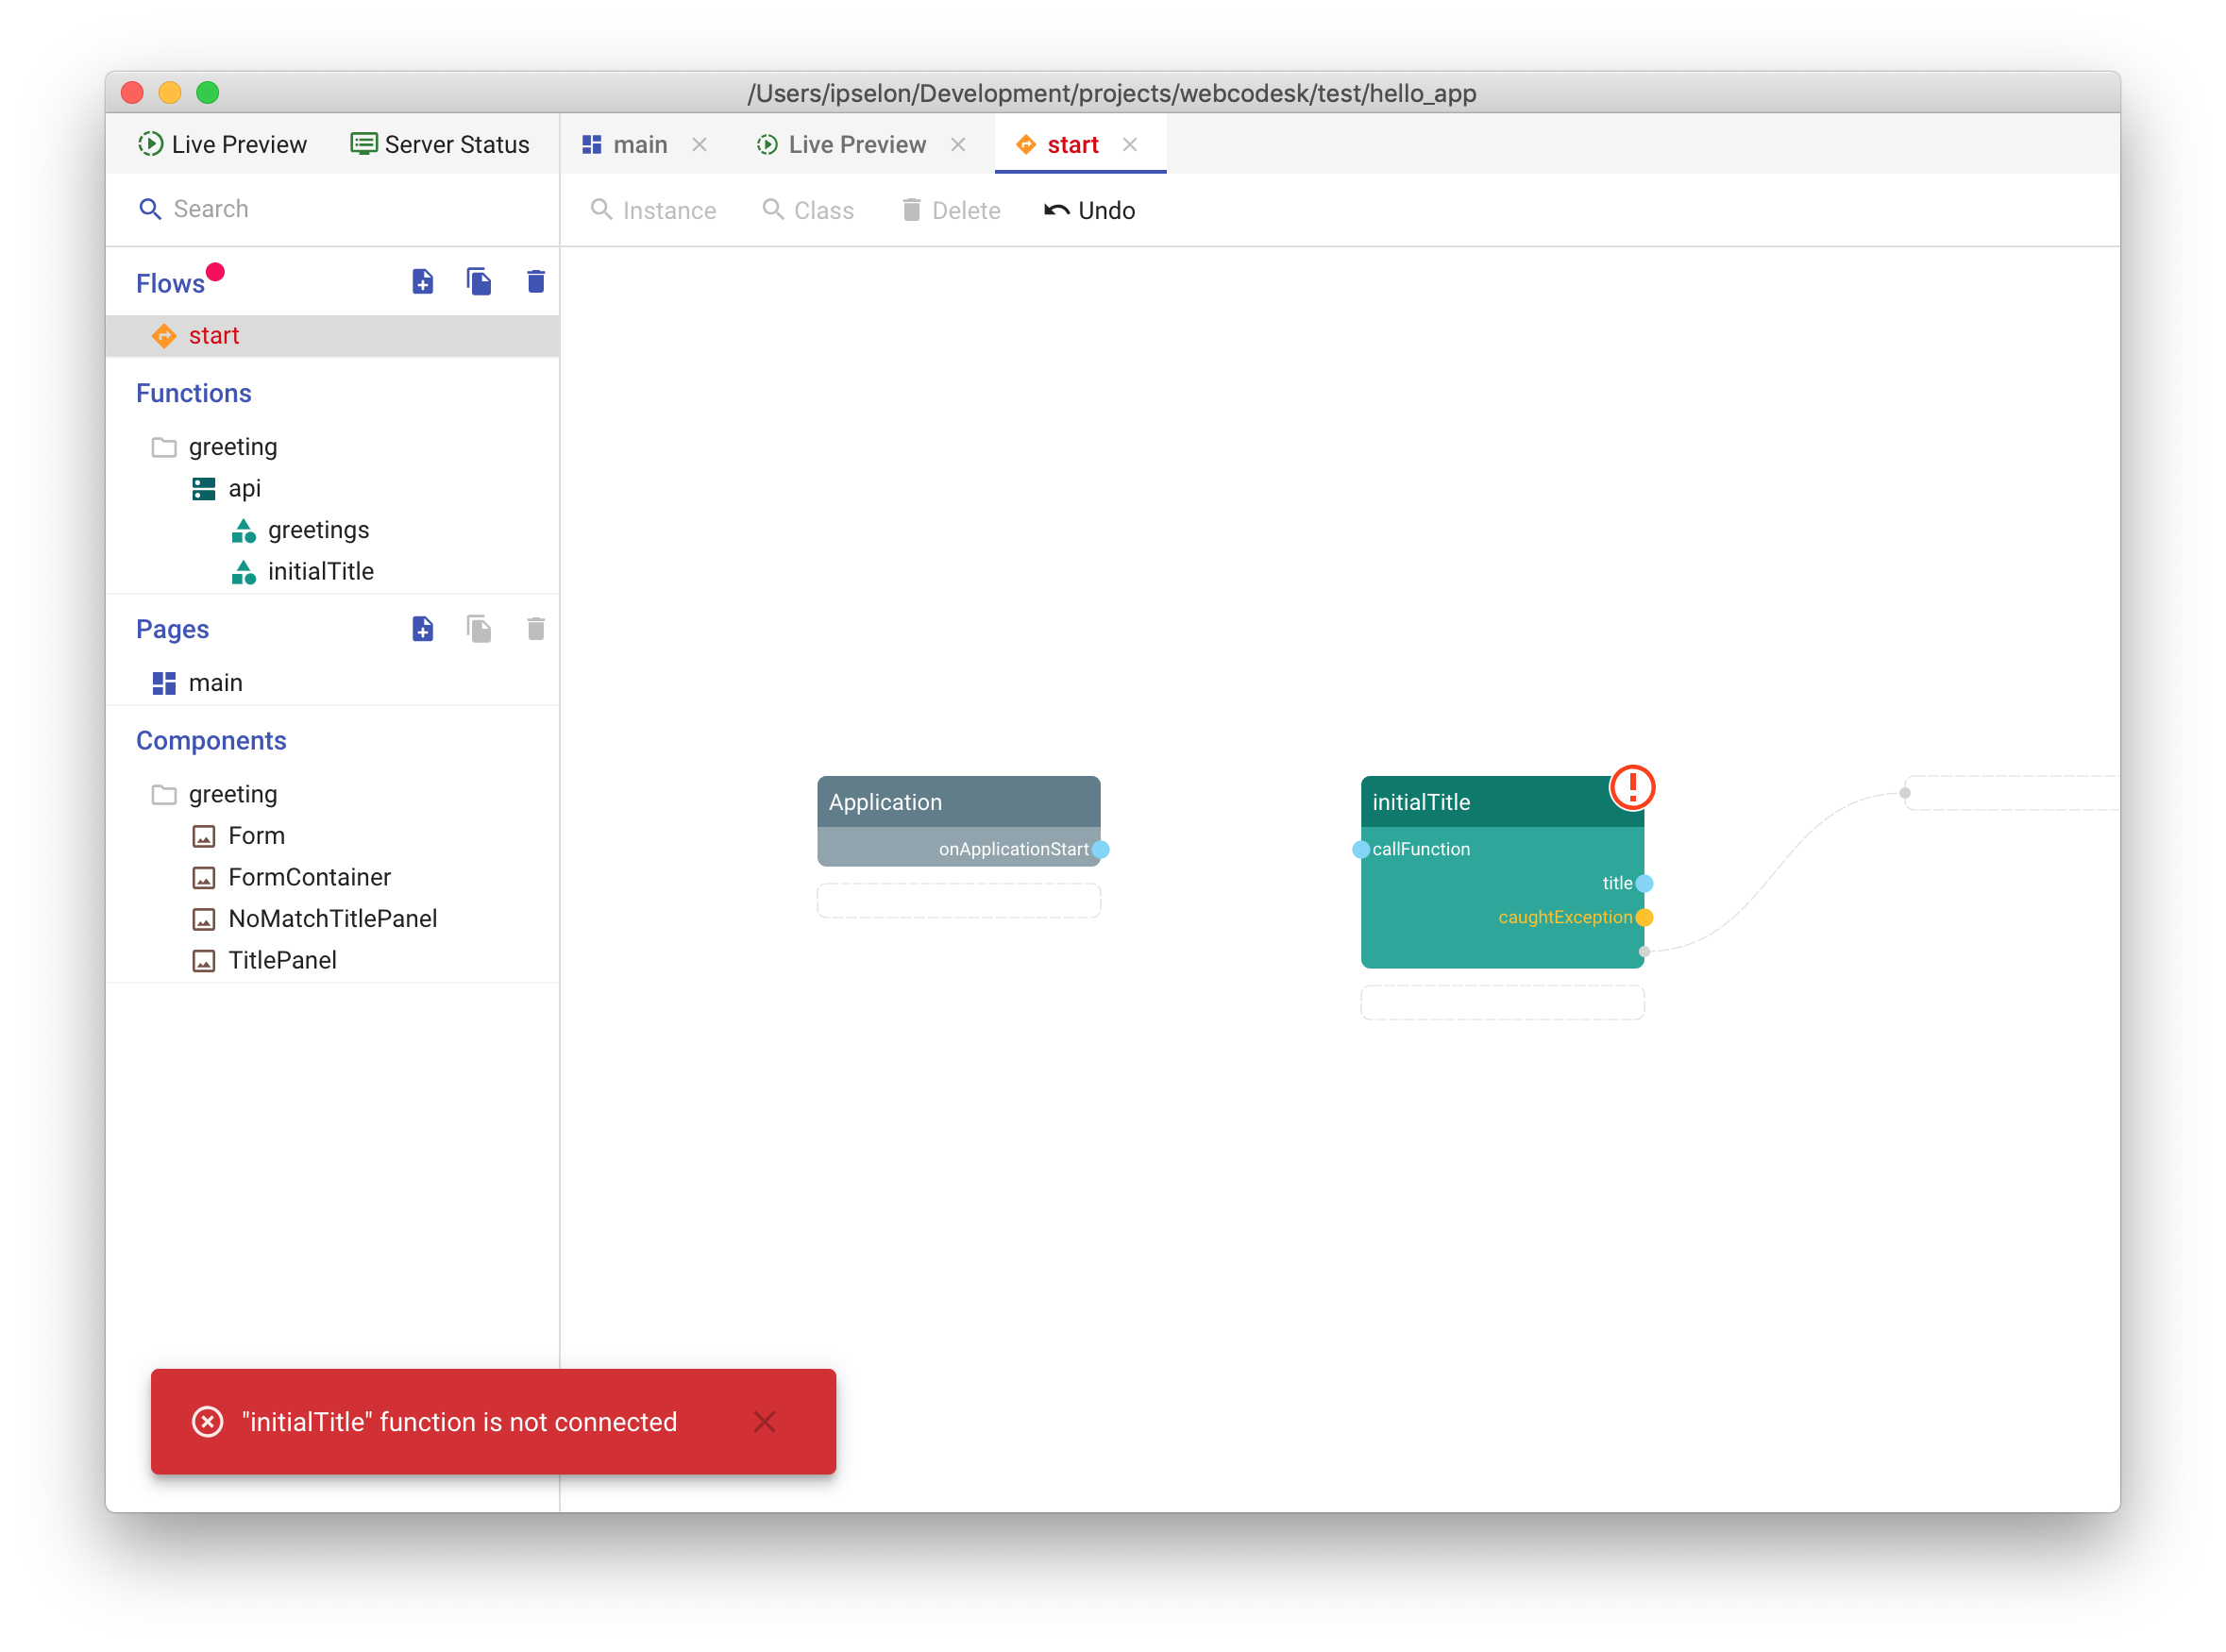 /Users/ipselon/Development/projects/webcodesk/test/hello_app
Live Preview
Server Status
main
Live Preview
start
Search
Instance
Class
Delete
Undo
Flows
start
Functions
greeting
api
greetings
initialTitle
Pages
main
Components
greeting
Form
FormContainer
NoMatchTitlePanel
TitlePanel
Application
onApplicationStart
initialTitle
callFunction
title
caughtException
"initialTitle" function is not connected